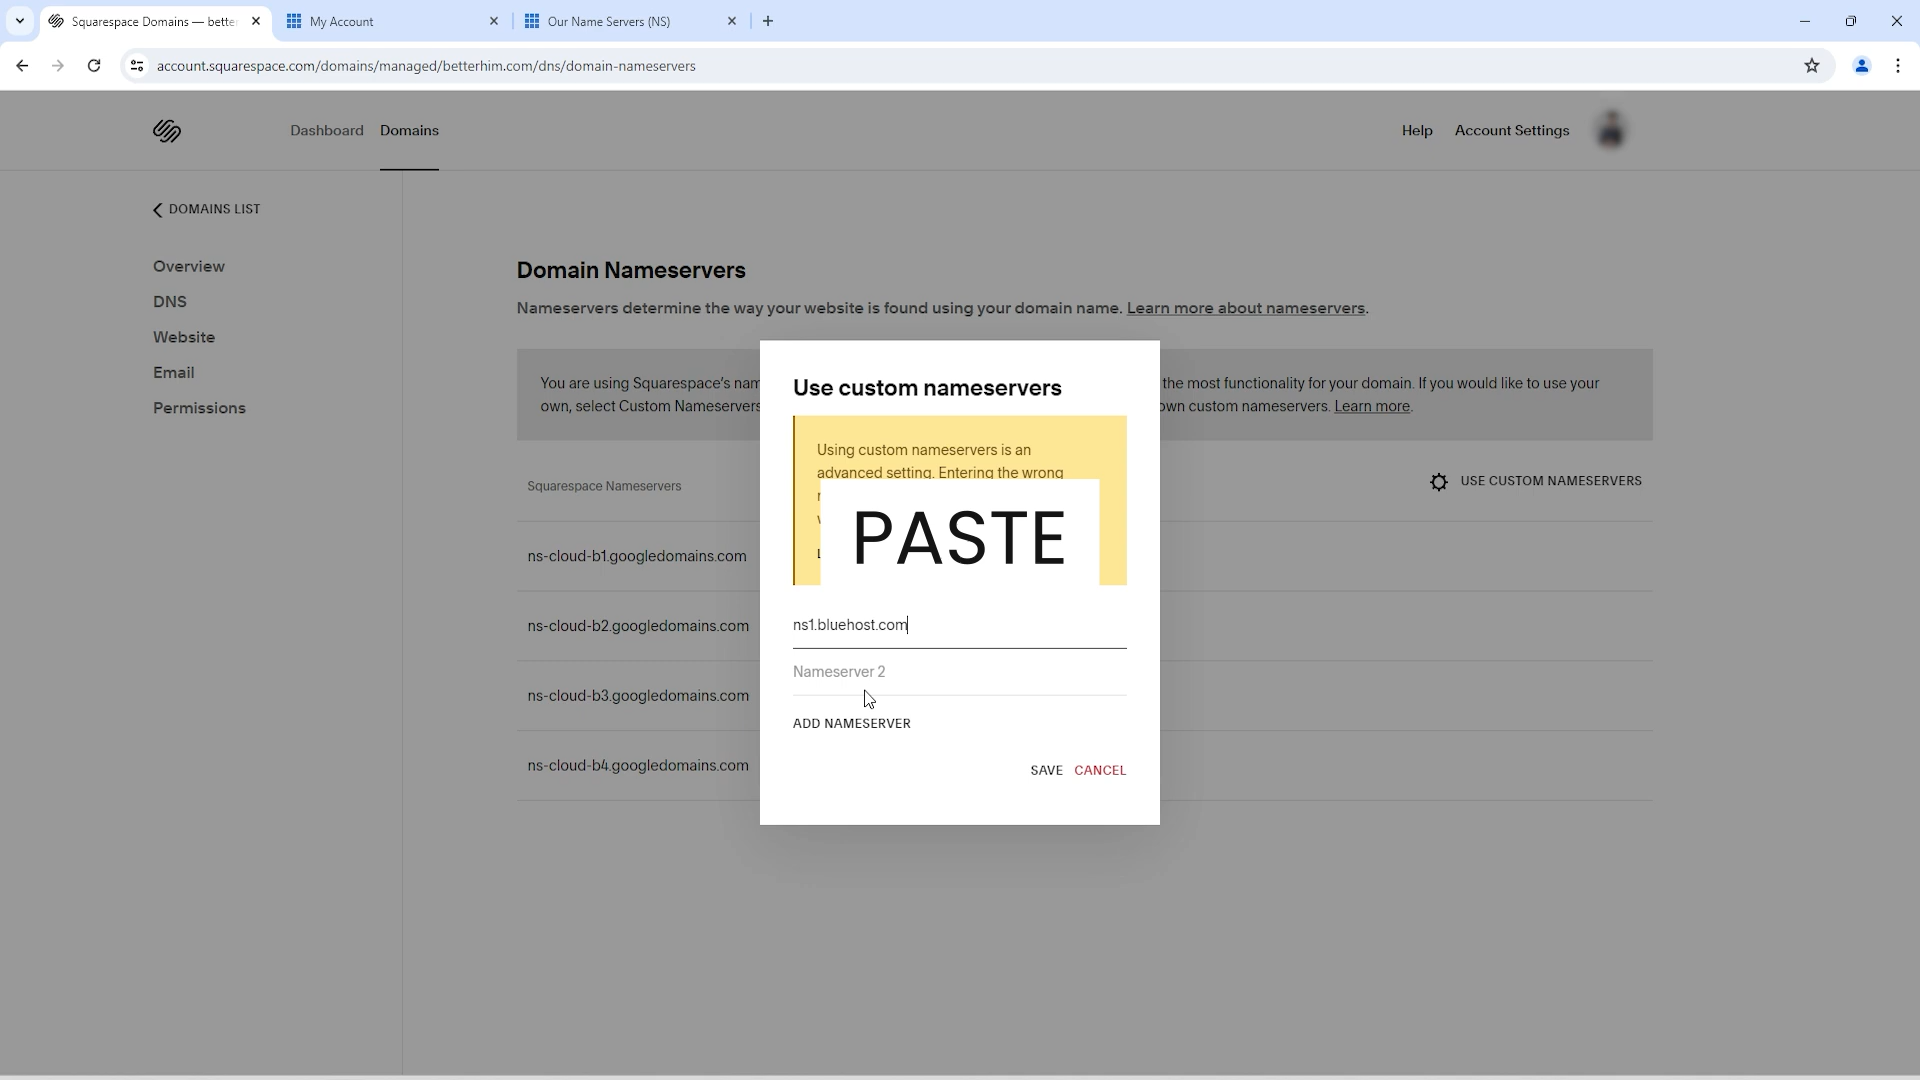 Squarespace Domains — bette
My Account
Our Name Servers (NS)
account.squarespace.com/domains/managed/betterhim.com/dns/domain-nameservers
Dashboard
Domains
Help
Account Settings
DOMAINS LIST
Overview
DNS
Website
Email
Permissions
Domain Nameservers
Nameservers determine the way your website is found using your domain name. Learn more about nameservers.
You are using Squarespace's nam
the most functionality for your domain. If you would like to use your
own, select Custom Nameservers
own custom nameservers. Learn more.
Squarespace Nameservers
USE CUSTOM NAMESERVERS
ns-cloud-b1.googledomains.com
ns-cloud-b2.googledomains.com
ns-cloud-b3.googledomains.com
ns-cloud-b4.googledomains.com
Use custom nameservers
Using custom nameservers is an
advanced setting. Entering the wrong
PASTE
ns1.bluehost.com
Nameserver 2
ADD NAMESERVER
SAVE
CANCEL